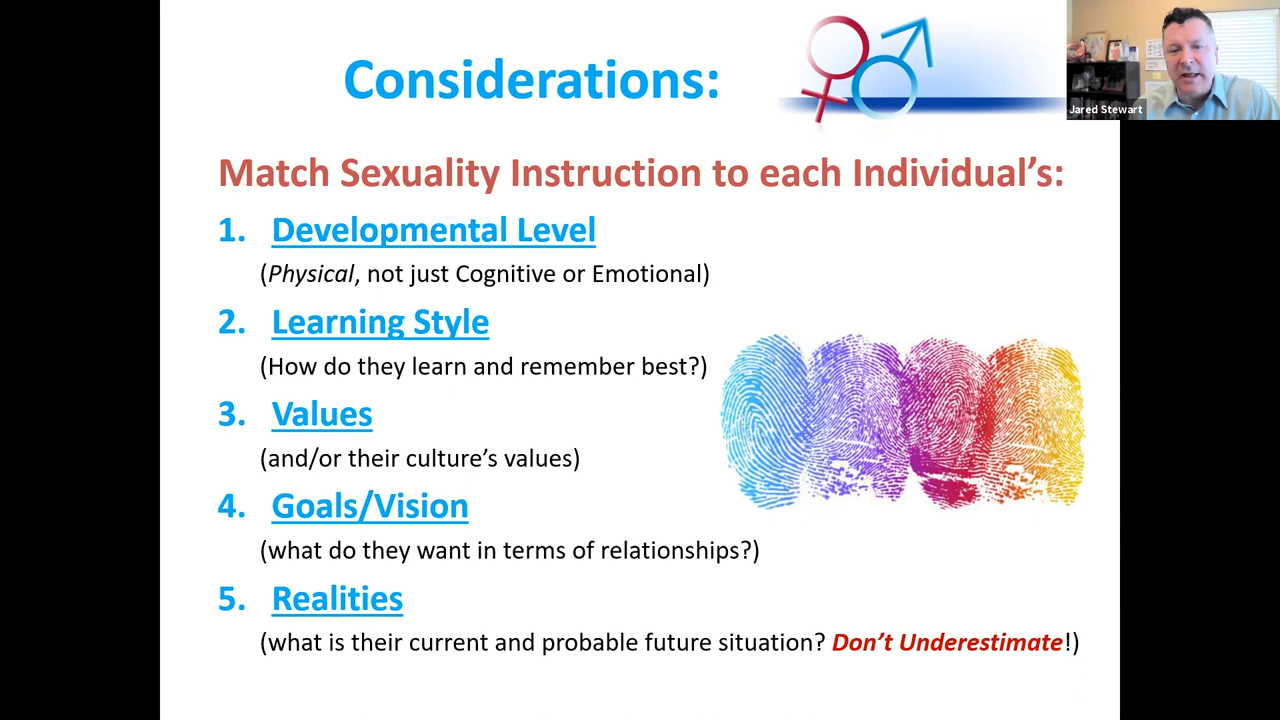 Considerations:
Jared Stewart
Match Sexuality Instruction to each Individual's:
1. Developmental Level
(Physical, not just Cognitive or Emotional)
2. Learning Style
(How do they learn and remember best?)
3. Values
(and/or their culture's values)
4. Goals/Vision
(what do they want in terms of relationships?)
5. Realities
(what is their current and probable future situation? Don't Underestimate!)